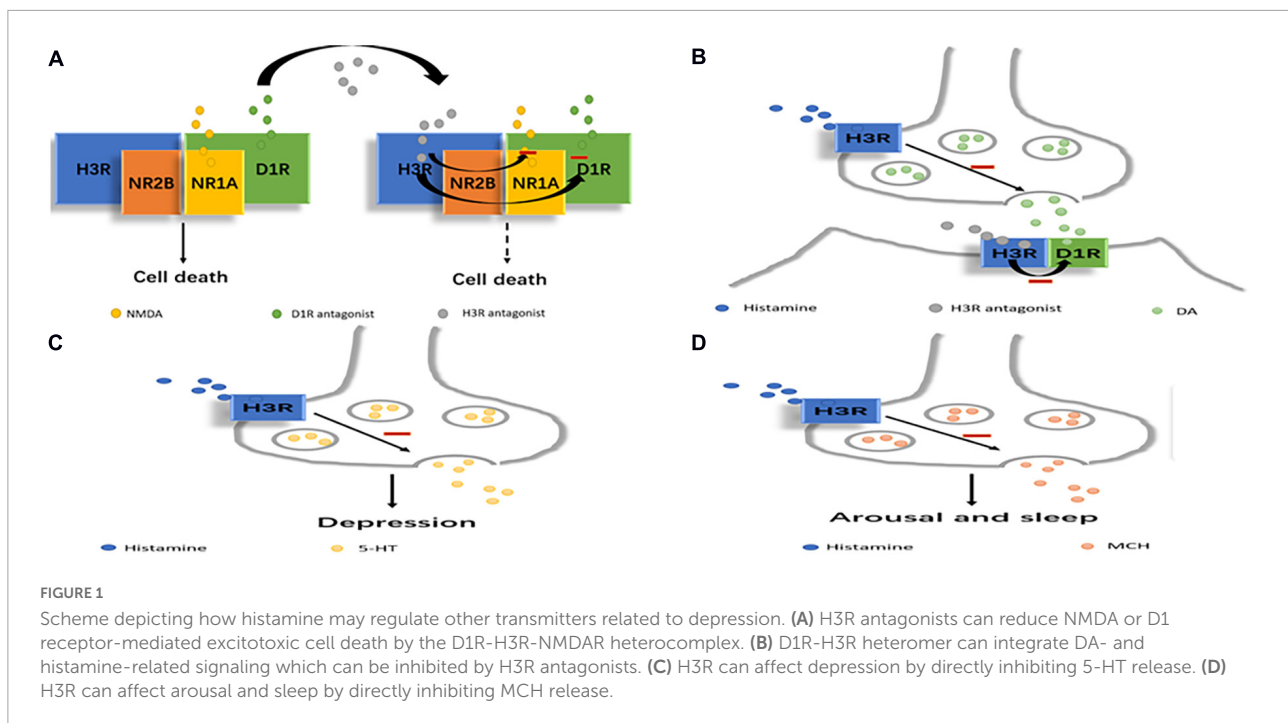 A
H3R
NR2B
NR1A
D1R
H3R
NR2B
NR1A
D1R
Cell death
Cell death
NMDA
D1R antagonist
H3R antagonist
B
H3R
H3R
D1R
Histamine
H3R antagonist
DA
C
H3R
Depression
Histamine
5-HT
D
H3R
Arousal and sleep
Histamine
MCH
FIGURE 1
Scheme depicting how histamine may regulate other transmitters related to depression. (A) H3R antagonists can reduce NMDA or D1
receptor-mediated excitotoxic cell death by the D1R-H3R-NMDAR heterocomplex. (B) D1R-H3R heteromer can integrate DA- and
histamine-related signaling which can be inhibited by H3R antagonists. (C) H3R can affect depression by directly inhibiting 5-HT release. (D)
H3R can affect arousal and sleep by directly inhibiting MCH release.